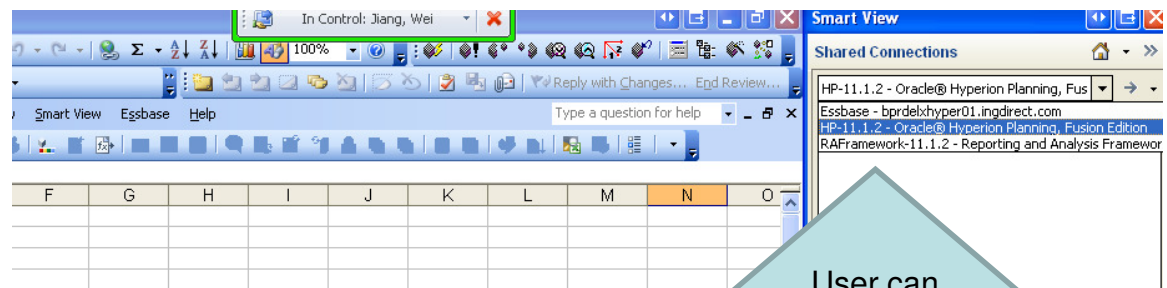 In Control: Jiang, Wei
Smart View
100%
Shared Connections
Reply with Changes... End Review...
HP-11.1.2 - Oracle® Hyperion Planning, Fus
Smart View Essbase Help
Type a question for help
Essbase - bprdelxhyper01.ingdirect.com
HP-11.1.2 - Oracle® Hyperion Planning, Fusion Edition
RAFramework-11.1.2 - Reporting and Analysis Framewor
F G H I J K L M N O
User can